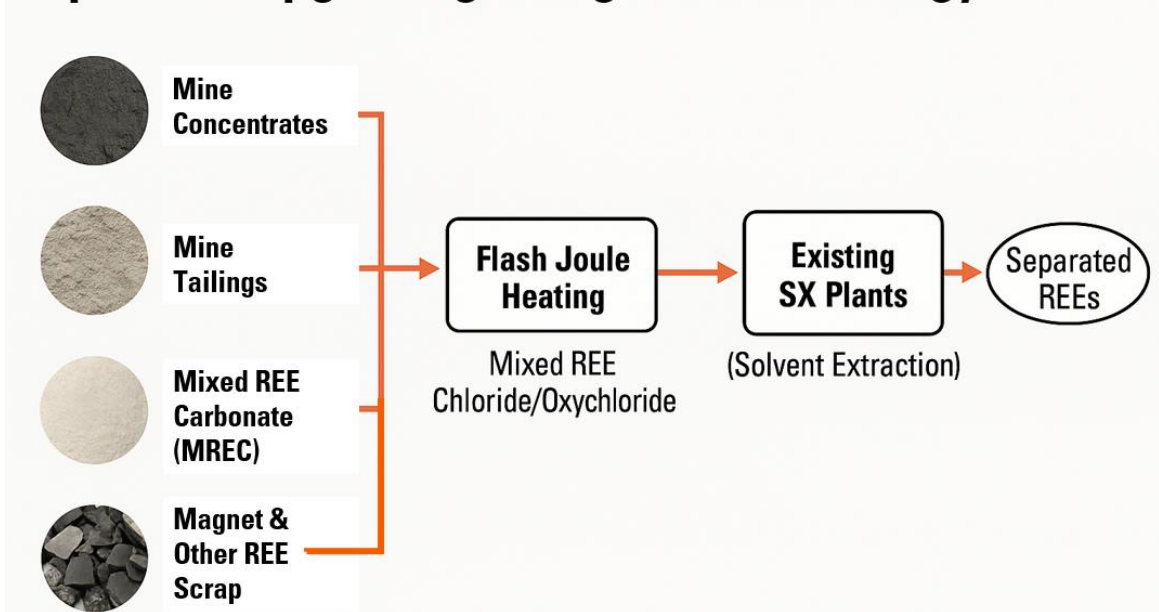 Mine
Concentrates
Mine
Tailings
Mixed REE
Carbonate
(MREC)
Magnet &
Other REE
Scrap
Flash Joule
Heating
Mixed REE
Chloride/Oxychloride
Existing
SX Plants
(Solvent Extraction)
Separated
REEs